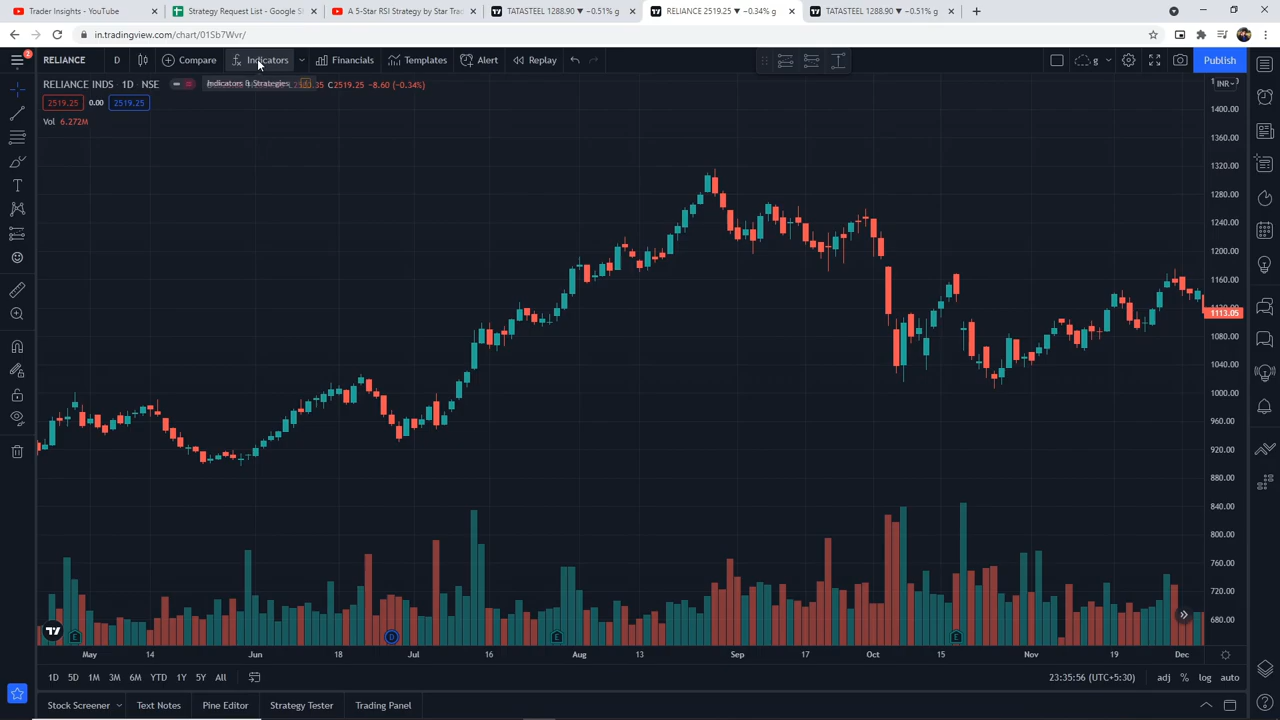 Trader Insights - YouTube
Strategy Request List - Google S
A 5-Star RSI Strategy by Star Tra
TATASTEEL 1288.90 ▼ −0.51% g
RELIANCE 2519.25 ▼ −0.34% g
TATASTEEL 1288.90 ▼ −0.51% g
in.tradingview.com/chart/01Sb7Wvr/
2
RELIANCE
D
Compare
Indicators
Financials
Templates
Alert
Replay
g
Publish
RELIANCE INDS 1D NSE
Indicators & Strategies
C2519.25 −8.60 (−0.34%)
INR
2519.25 0.00 2519.25
Vol 6.272M
1400.00
1360.00
1320.00
1280.00
1240.00
1200.00
1160.00
1120.00
1113.05
1080.00
1040.00
1000.00
960.00
920.00
880.00
840.00
800.00
760.00
720.00
680.00
E
D
E
E
May 14 Jun 18 Jul 16 Aug 13 Sep 17 Oct 15 Nov 19 Dec
1D 5D 1M 3M 6M YTD 1Y 5Y All
23:35:56 (UTC+5:30)
adj % log auto
Stock Screener
Text Notes
Pine Editor
Strategy Tester
Trading Panel